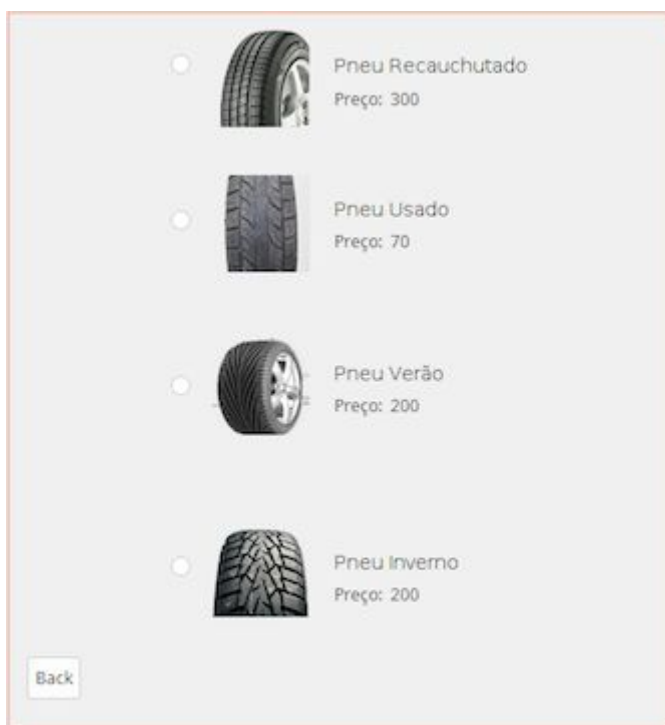 Pneu Recauchutado
Preço: 300
Pneu Usado
Preço: 70
Pneu Verão
Preço: 200
Pneu Inverno
Preço: 200
Back